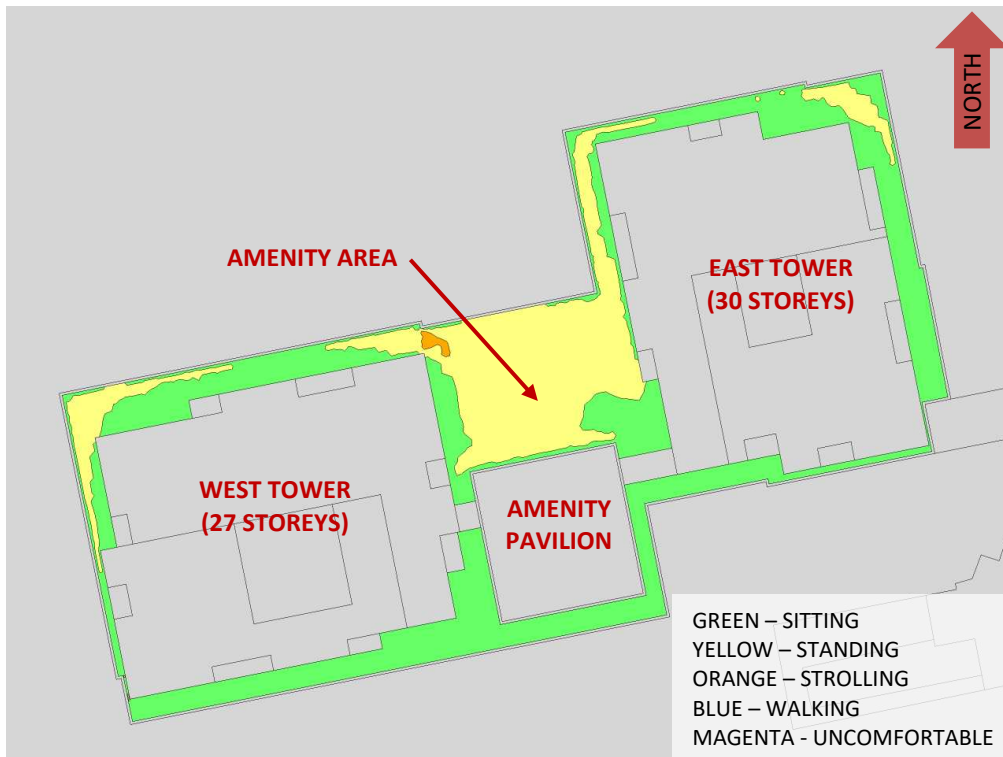 NORTH
AMENITY AREA
EAST TOWER
(30 STOREYS)
WEST TOWER
(27 STOREYS)
AMENITY
PAVILION
GREEN – SITTING
YELLOW – STANDING
ORANGE – STROLLING
BLUE – WALKING
MAGENTA - UNCOMFORTABLE